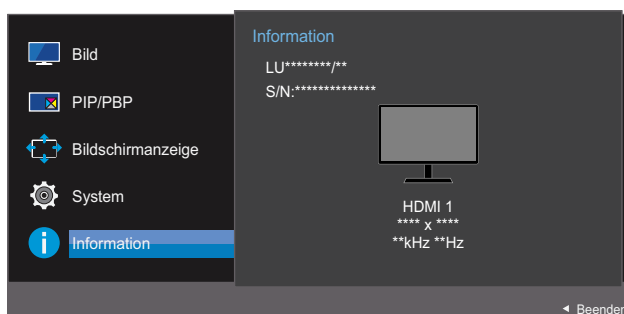 Bild
PIP/PBP
Bildschirmanzeige
System
Information
Information
LU********/**
S/N:**************
HDMI 1
**** x ****
**kHz **Hz
Beenden